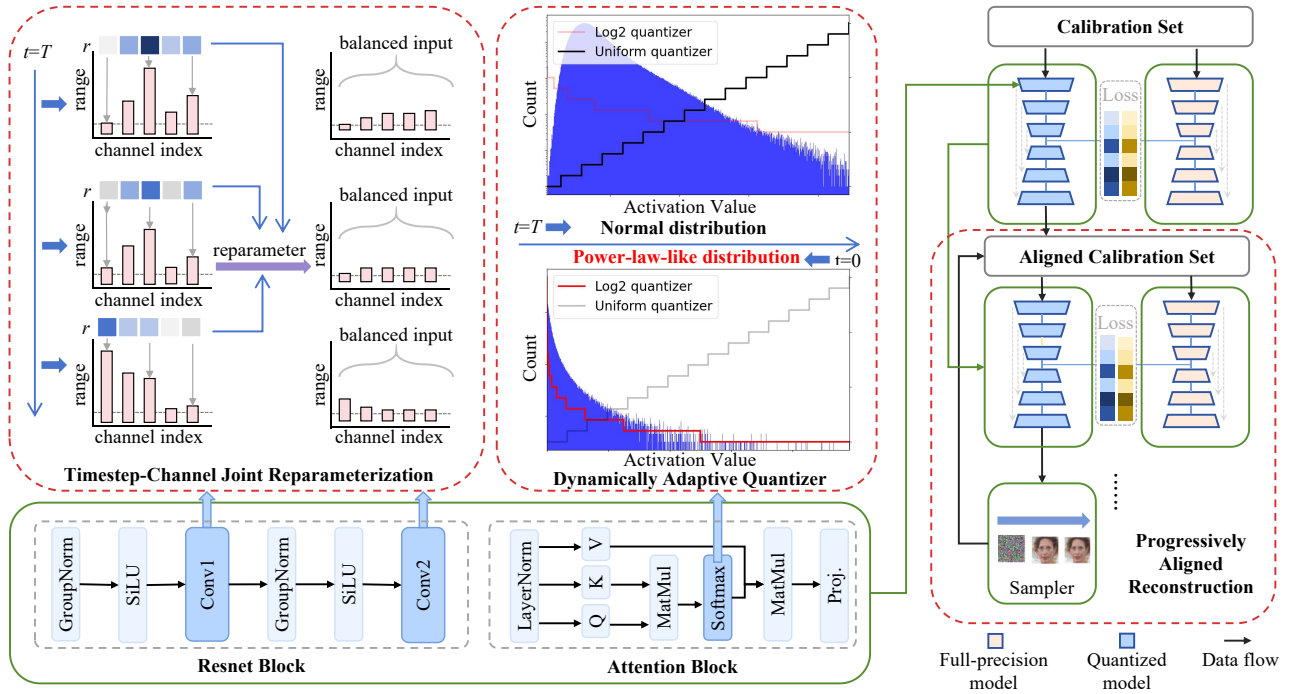 t=T
r
range
channel index
balanced input
range
channel index
r
range
channel index
reparameter
balanced input
range
channel index
r
range
channel index
balanced input
range
channel index
Timestep-Channel Joint Reparameterization
Log2 quantizer
Uniform quantizer
Count
Activation Value
t=T
Normal distribution
Power-law-like distribution
t=0
Log2 quantizer
Uniform quantizer
Count
Activation Value
Dynamically Adaptive Quantizer
GroupNorm
SiLU
Conv1
GroupNorm
SiLU
Conv2
Resnet Block
LayerNorm
V
K
Q
MatMul
Softmax
MatMul
Proj.
Attention Block
Calibration Set
Loss
Aligned Calibration Set
Loss
Sampler
Progressively
Aligned
Reconstruction
Full-precision
model
Quantized
model
Data flow